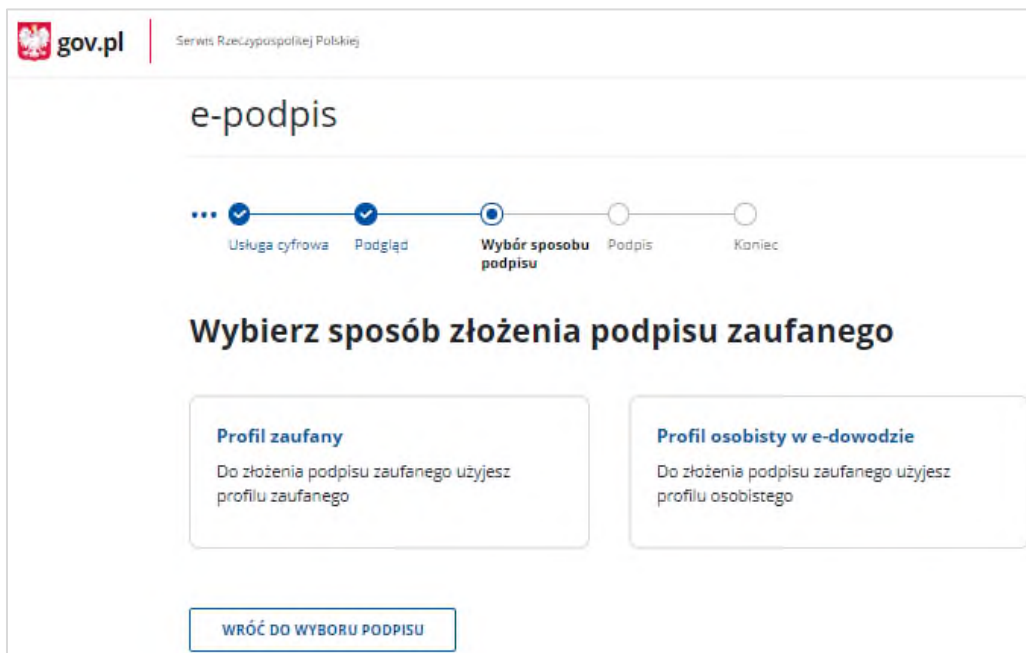 gov.pl
Serwis Rzeczypospolitej Polskiej
e-podpis
Usługa cyfrowa
Podgląd
Wybór sposobu
podpisu
Podpis
Koniec
Wybierz sposób złożenia podpisu zaufanego
Profil zaufany
Do złożenia podpisu zaufanego użyjesz
profilu zaufanego
Profil osobisty w e-dowodzie
Do złożenia podpisu zaufanego użyjesz
profilu osobistego
WRÓĆ DO WYBORU PODPISU